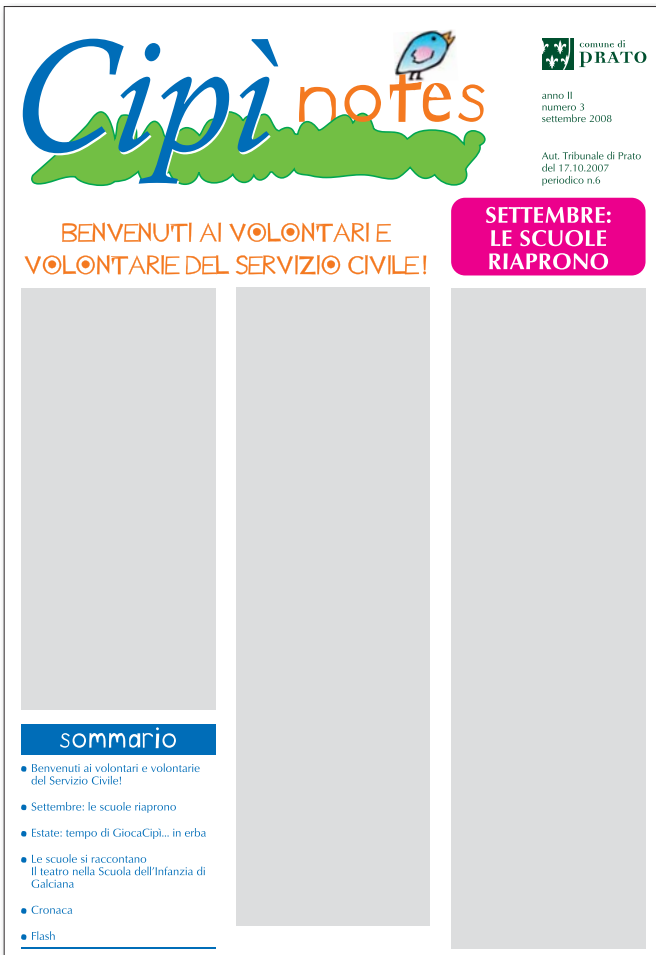 Cipì notes
comune di
PRATO
anno II
numero 3
settembre 2008
Aut. Tribunale di Prato
del 17.10.2007
periodico n.6
BENVENUTI AI VOLONTARI E
VOLONTARIE DEL SERVIZIO CIVILE!
SETTEMBRE:
LE SCUOLE
RIAPRONO
sommario
• Benvenuti ai volontari e volontarie
del Servizio Civile!
• Settembre: le scuole riaprono
• Estate: tempo di GiocaCipì... in erba
• Le scuole si raccontano
Il teatro nella Scuola dell'Infanzia di
Galciana
• Cronaca
• Flash